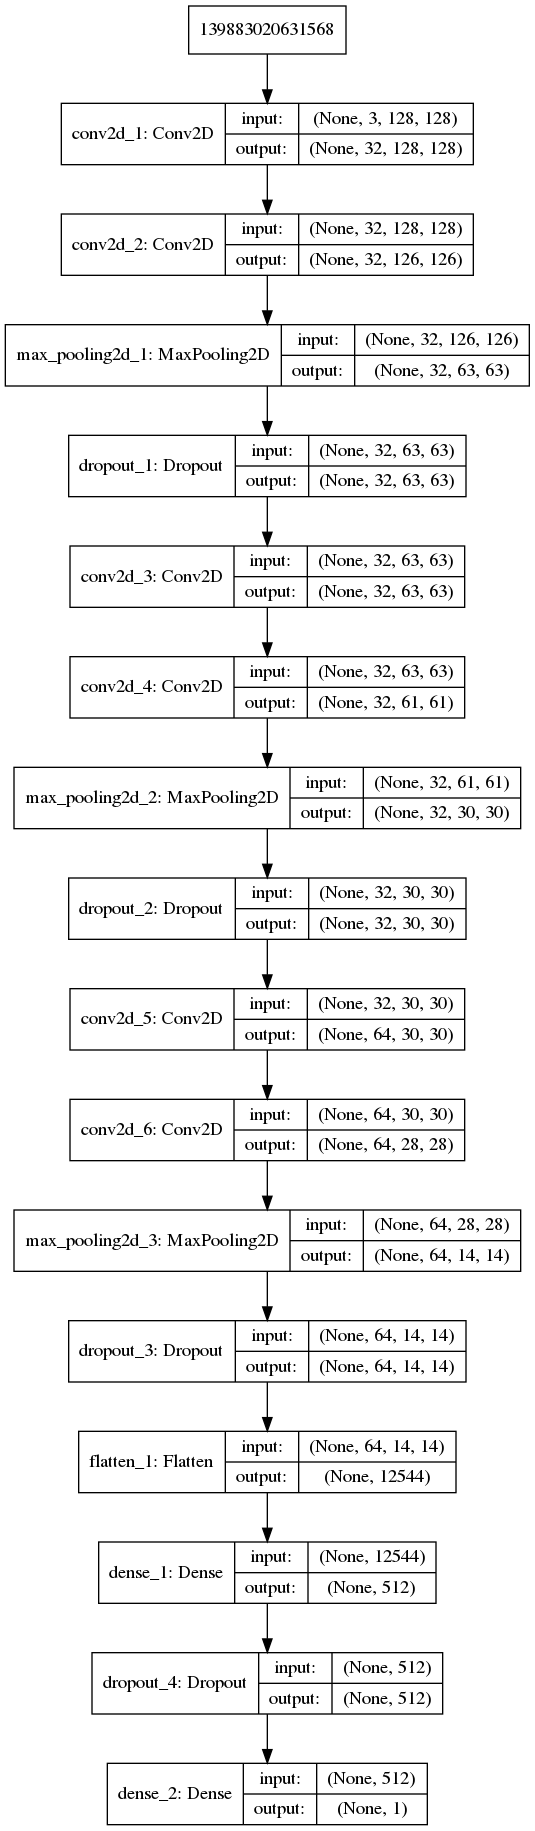 139883020631568
conv2d_1: Conv2D
input: (None, 3, 128, 128)
output: (None, 32, 128, 128)
conv2d_2: Conv2D
input: (None, 32, 128, 128)
output: (None, 32, 126, 126)
max_pooling2d_1: MaxPooling2D
input: (None, 32, 126, 126)
output: (None, 32, 63, 63)
dropout_1: Dropout
input: (None, 32, 63, 63)
output: (None, 32, 63, 63)
conv2d_3: Conv2D
input: (None, 32, 63, 63)
output: (None, 32, 63, 63)
conv2d_4: Conv2D
input: (None, 32, 63, 63)
output: (None, 32, 61, 61)
max_pooling2d_2: MaxPooling2D
input: (None, 32, 61, 61)
output: (None, 32, 30, 30)
dropout_2: Dropout
input: (None, 32, 30, 30)
output: (None, 32, 30, 30)
conv2d_5: Conv2D
input: (None, 32, 30, 30)
output: (None, 64, 30, 30)
conv2d_6: Conv2D
input: (None, 64, 30, 30)
output: (None, 64, 28, 28)
max_pooling2d_3: MaxPooling2D
input: (None, 64, 28, 28)
output: (None, 64, 14, 14)
dropout_3: Dropout
input: (None, 64, 14, 14)
output: (None, 64, 14, 14)
flatten_1: Flatten
input: (None, 64, 14, 14)
output: (None, 12544)
dense_1: Dense
input: (None, 12544)
output: (None, 512)
dropout_4: Dropout
input: (None, 512)
output: (None, 512)
dense_2: Dense
input: (None, 512)
output: (None, 1)